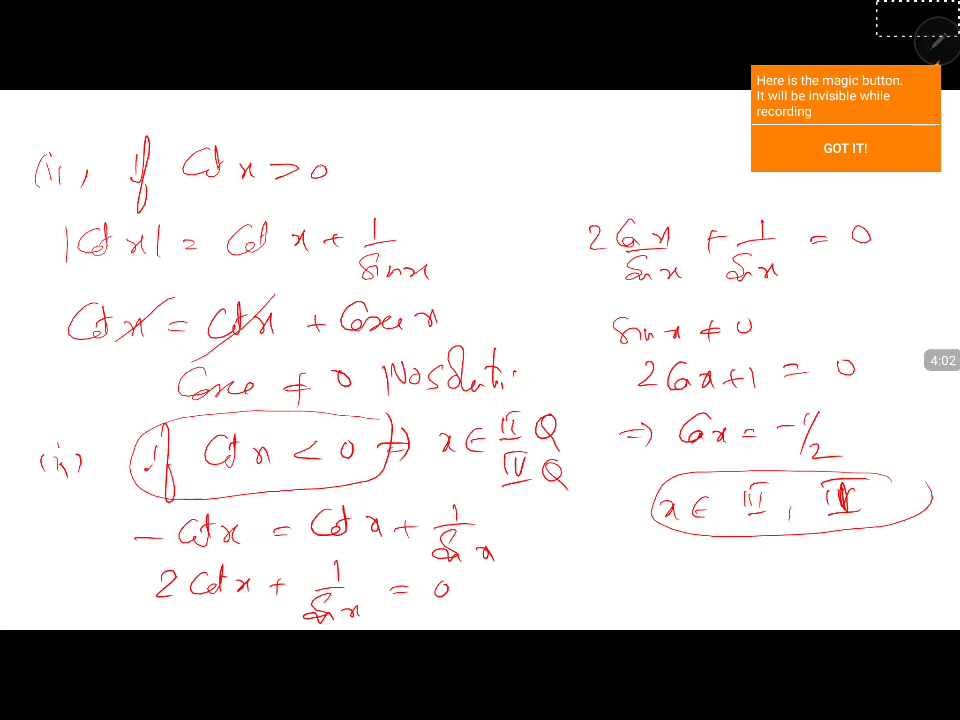 Here is the magic button.
It will be invisible while
recording
GOT IT!
4:02
(i), if Cot x > 0
|Cot x| = Cot x + 1/Sin x
Cot x = Cot x + Cosec x
Cosec ≠ 0 No soluti
(ii) if Cot x < 0 ⇒ x ∈ II Q
IV Q
- Cot x = Cot x + 1/Sin x
2 Cot x + 1/Sin x = 0
2 Cos x/Sin x + 1/Sin x = 0
Sin x ≠ 0
2 Cos x + 1 = 0
⇒ Cos x = -1/2
x ∈ III,